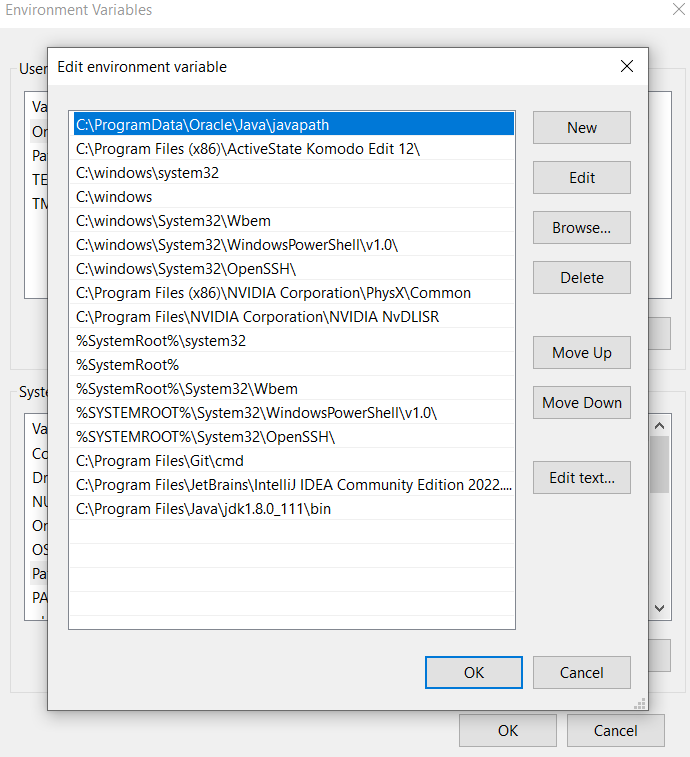 Environment Variables
Edit environment variable
User
Va
Or
Pa
TE
TM
C:\ProgramData\Oracle\Java\javapath
C:\Program Files (x86)\ActiveState Komodo Edit 12\
C:\windows\system32
C:\windows
C:\windows\System32\Wbem
C:\windows\System32\WindowsPowerShell\v1.0\
C:\windows\System32\OpenSSH\
C:\Program Files (x86)\NVIDIA Corporation\PhysX\Common
C:\Program Files\NVIDIA Corporation\NVIDIA NvDLISR
%SystemRoot%\system32
%SystemRoot%
%SystemRoot%\System32\Wbem
%SYSTEMROOT%\System32\WindowsPowerShell\v1.0\
%SYSTEMROOT%\System32\OpenSSH\
C:\Program Files\Git\cmd
C:\Program Files\JetBrains\IntelliJ IDEA Community Edition 2022....
C:\Program Files\Java\jdk1.8.0_111\bin
New
Edit
Browse...
Delete
Move Up
Move Down
Edit text...
Syste
Va
Co
Dr
NU
On
OS
Pa
PA
OK
Cancel
OK
Cancel